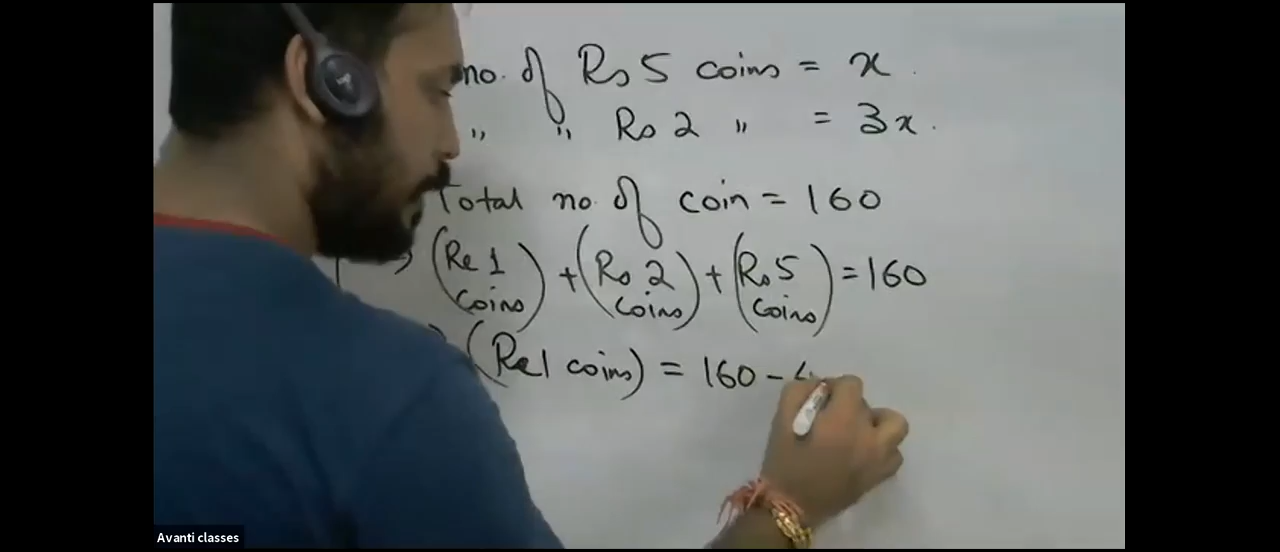 no. of Rs 5 coins = x.
,, ,, Rs 2 ,, = 3x.
Total no. of coin = 160
(Re 1 coins) + (Rs 2 coins) + (Rs 5 coins) = 160
(Re 1 coins) = 160 - 4
Avanti classes